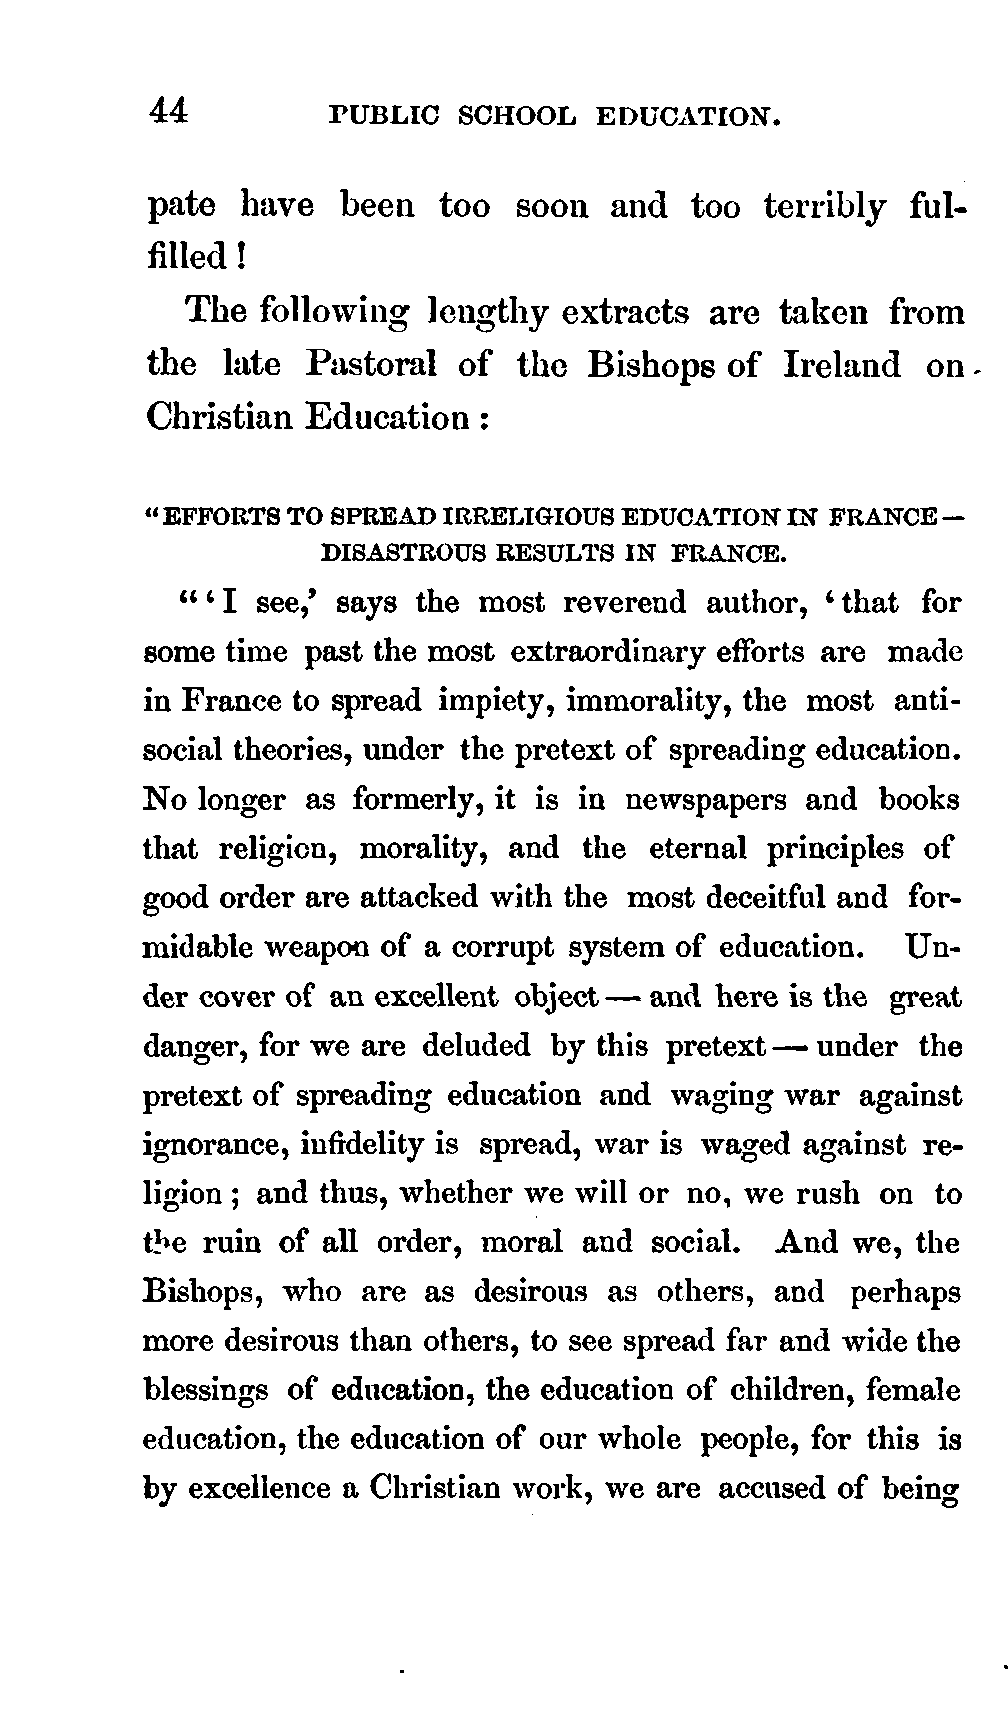 44 PUBLIC SCHOOL EDUCATION.
pate have been too soon and too terribly ful-
filled !
The following lengthy extracts are taken from
the late Pastoral of the Bishops of Ireland on
Christian Education :
“EFFORTS TO SPREAD IRRELIGIOUS EDUCATION IN FRANCE—
DISASTROUS RESULTS IN FRANCE.
“‘I see,’ says the most reverend author, ‘that for
some time past the most extraordinary efforts are made
in France to spread impiety, immorality, the most anti-
social theories, under the pretext of spreading education.
No longer as formerly, it is in newspapers and books
that religion, morality, and the eternal principles of
good order are attacked with the most deceitful and for-
midable weapon of a corrupt system of education. Un-
der cover of an excellent object — and here is the great
danger, for we are deluded by this pretext — under the
pretext of spreading education and waging war against
ignorance, infidelity is spread, war is waged against re-
ligion ; and thus, whether we will or no, we rush on to
the ruin of all order, moral and social. And we, the
Bishops, who are as desirous as others, and perhaps
more desirous than others, to see spread far and wide the
blessings of education, the education of children, female
education, the education of our whole people, for this is
by excellence a Christian work, we are accused of being